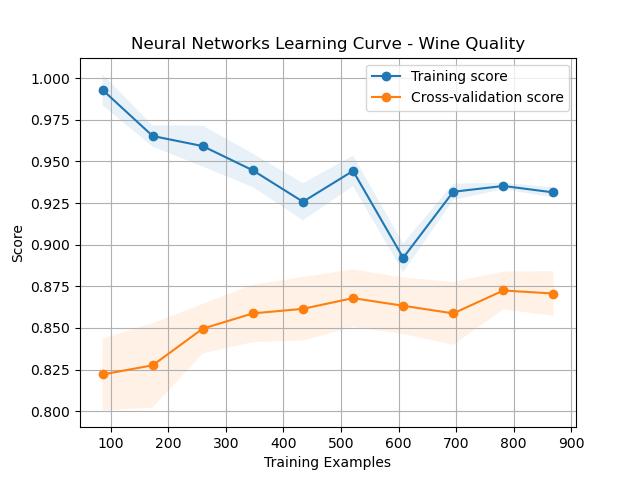 Neural Networks Learning Curve - Wine Quality
Training score
Cross-validation score
1.000
0.975
0.950
0.925
0.900
0.875
0.850
0.825
0.800
Score
100 200 300 400 500 600 700 800 900
Training Examples